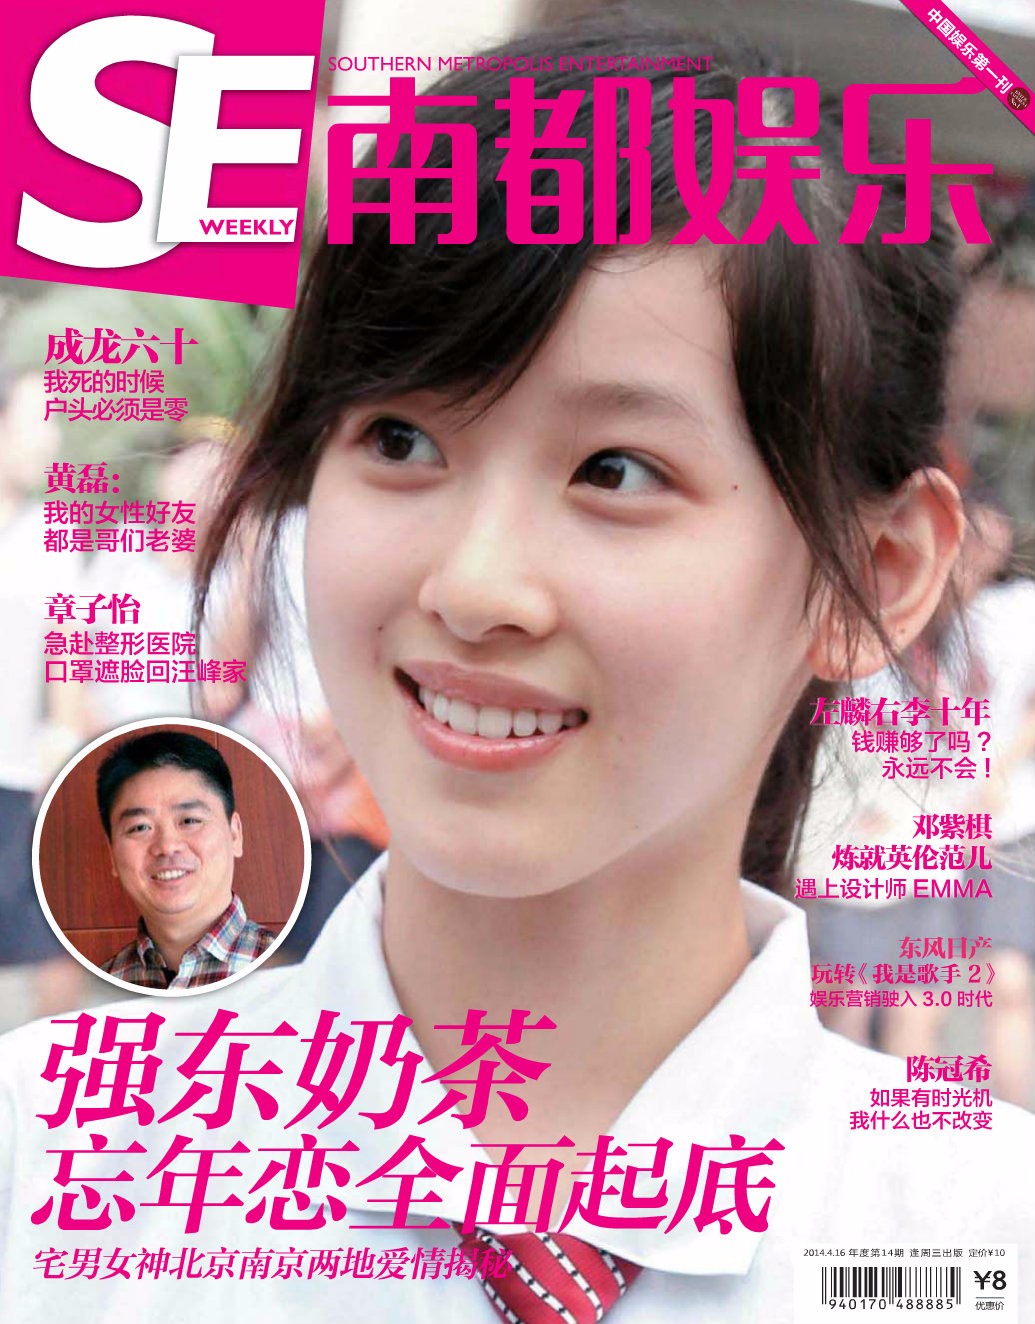 SE
WEEKLY
SOUTHERN METROPOLIS ENTERTAINMENT
南都娱乐
中国娱乐第一刊
成龙六十
我死的时候
户头必须是零
黄磊：
我的女性好友
都是哥们老婆
章子怡
急赴整形医院
口罩遮脸回汪峰家
左麟右李十年
钱赚够了吗？
永远不会！
邓紫棋
炼就英伦范儿
遇上设计师 EMMA
东风日产
玩转《我是歌手 2》
娱乐营销驶入 3.0 时代
陈冠希
如果有时光机
我什么也不改变
强东奶茶
忘年恋全面起底
宅男女神北京南京两地爱情揭秘
2014.4.16 年度第14期 逢周三出版 定价¥10
9 40170 488885
¥8
优惠价